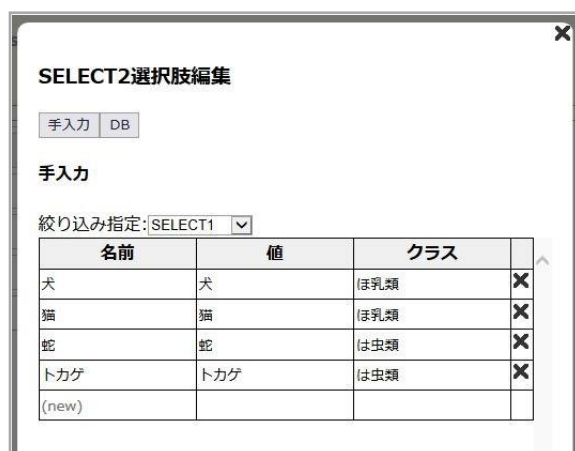 SELECT2選択肢編集
手入力 DB
手入力
絞り込み指定:SELECT1
名前 値 クラス
犬 犬 ほ乳類
猫 猫 ほ乳類
蛇 蛇 は虫類
トカゲ トカゲ は虫類
(new)